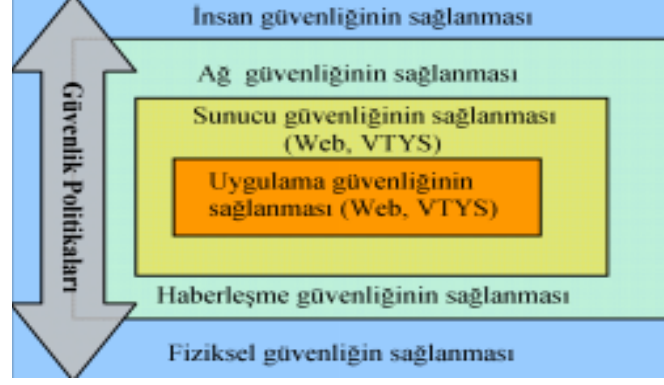 İnsan güvenliğinin sağlanması
Ağ güvenliğinin sağlanması
Sunucu güvenliğinin sağlanması
(Web, VTYS)
Uygulama güvenliğinin
sağlanması (Web, VTYS)
Haberleşme güvenliğinin sağlanması
Fiziksel güvenliğin sağlanması
Güvenlik Politikaları